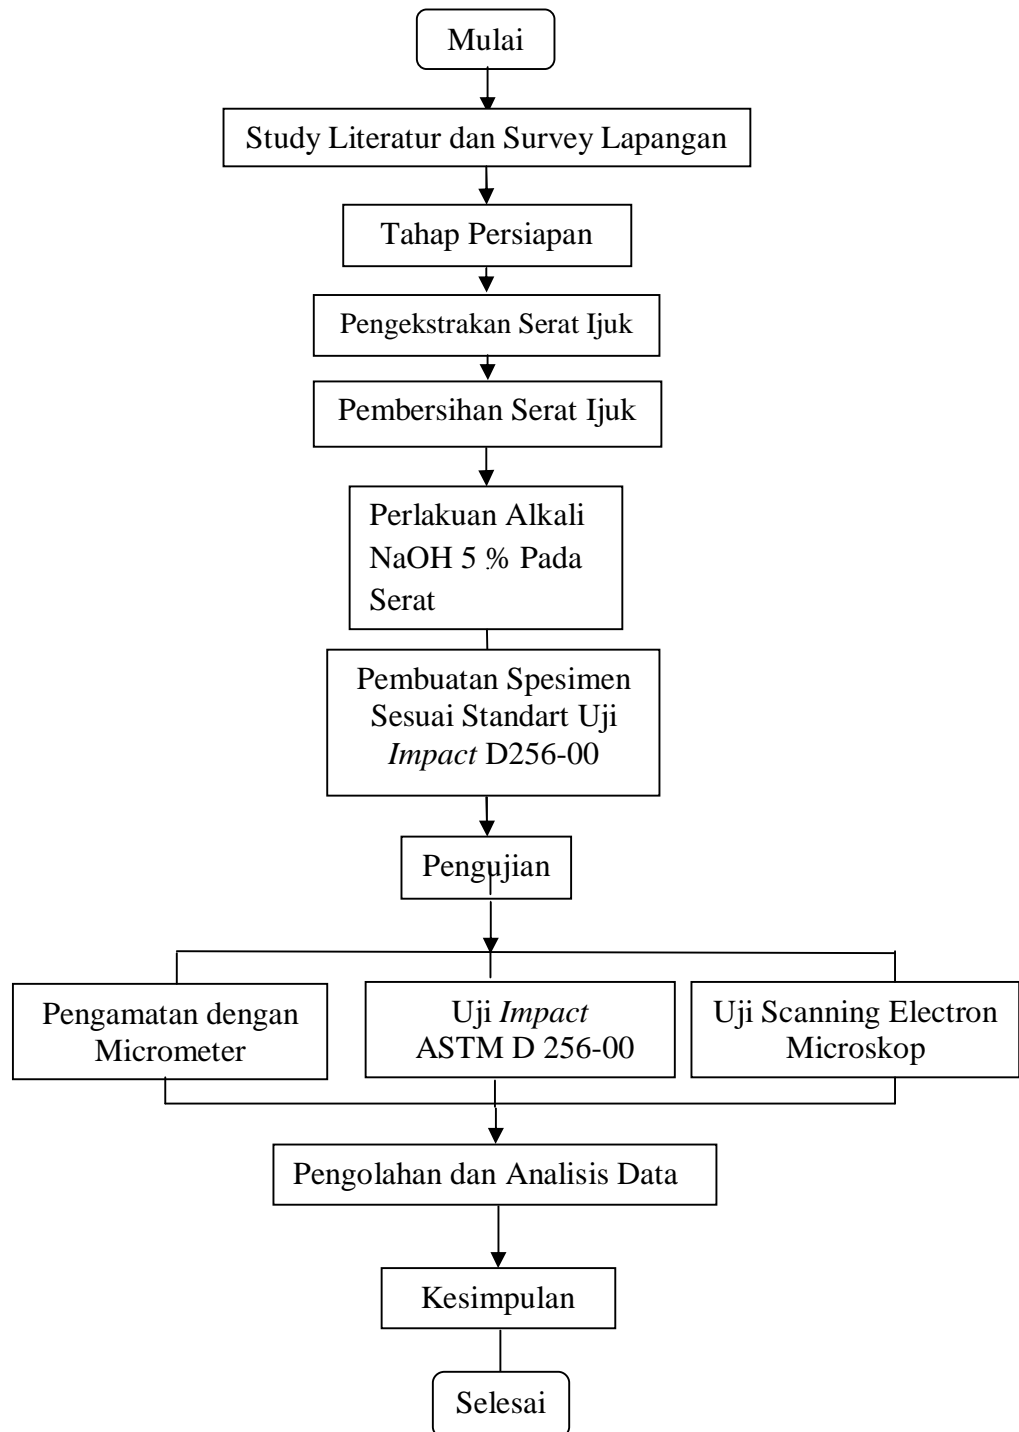 Mulai
Study Literatur dan Survey Lapangan
Tahap Persiapan
Pengekstrakan Serat Ijuk
Pembersihan Serat Ijuk
Perlakuan Alkali
NaOH 5 % Pada
Serat
Pembuatan Spesimen
Sesuai Standart Uji
Impact D256-00
Pengujian
Pengamatan dengan
Micrometer
Uji Impact
ASTM D 256-00
Uji Scanning Electron
Microskop
Pengolahan dan Analisis Data
Kesimpulan
Selesai